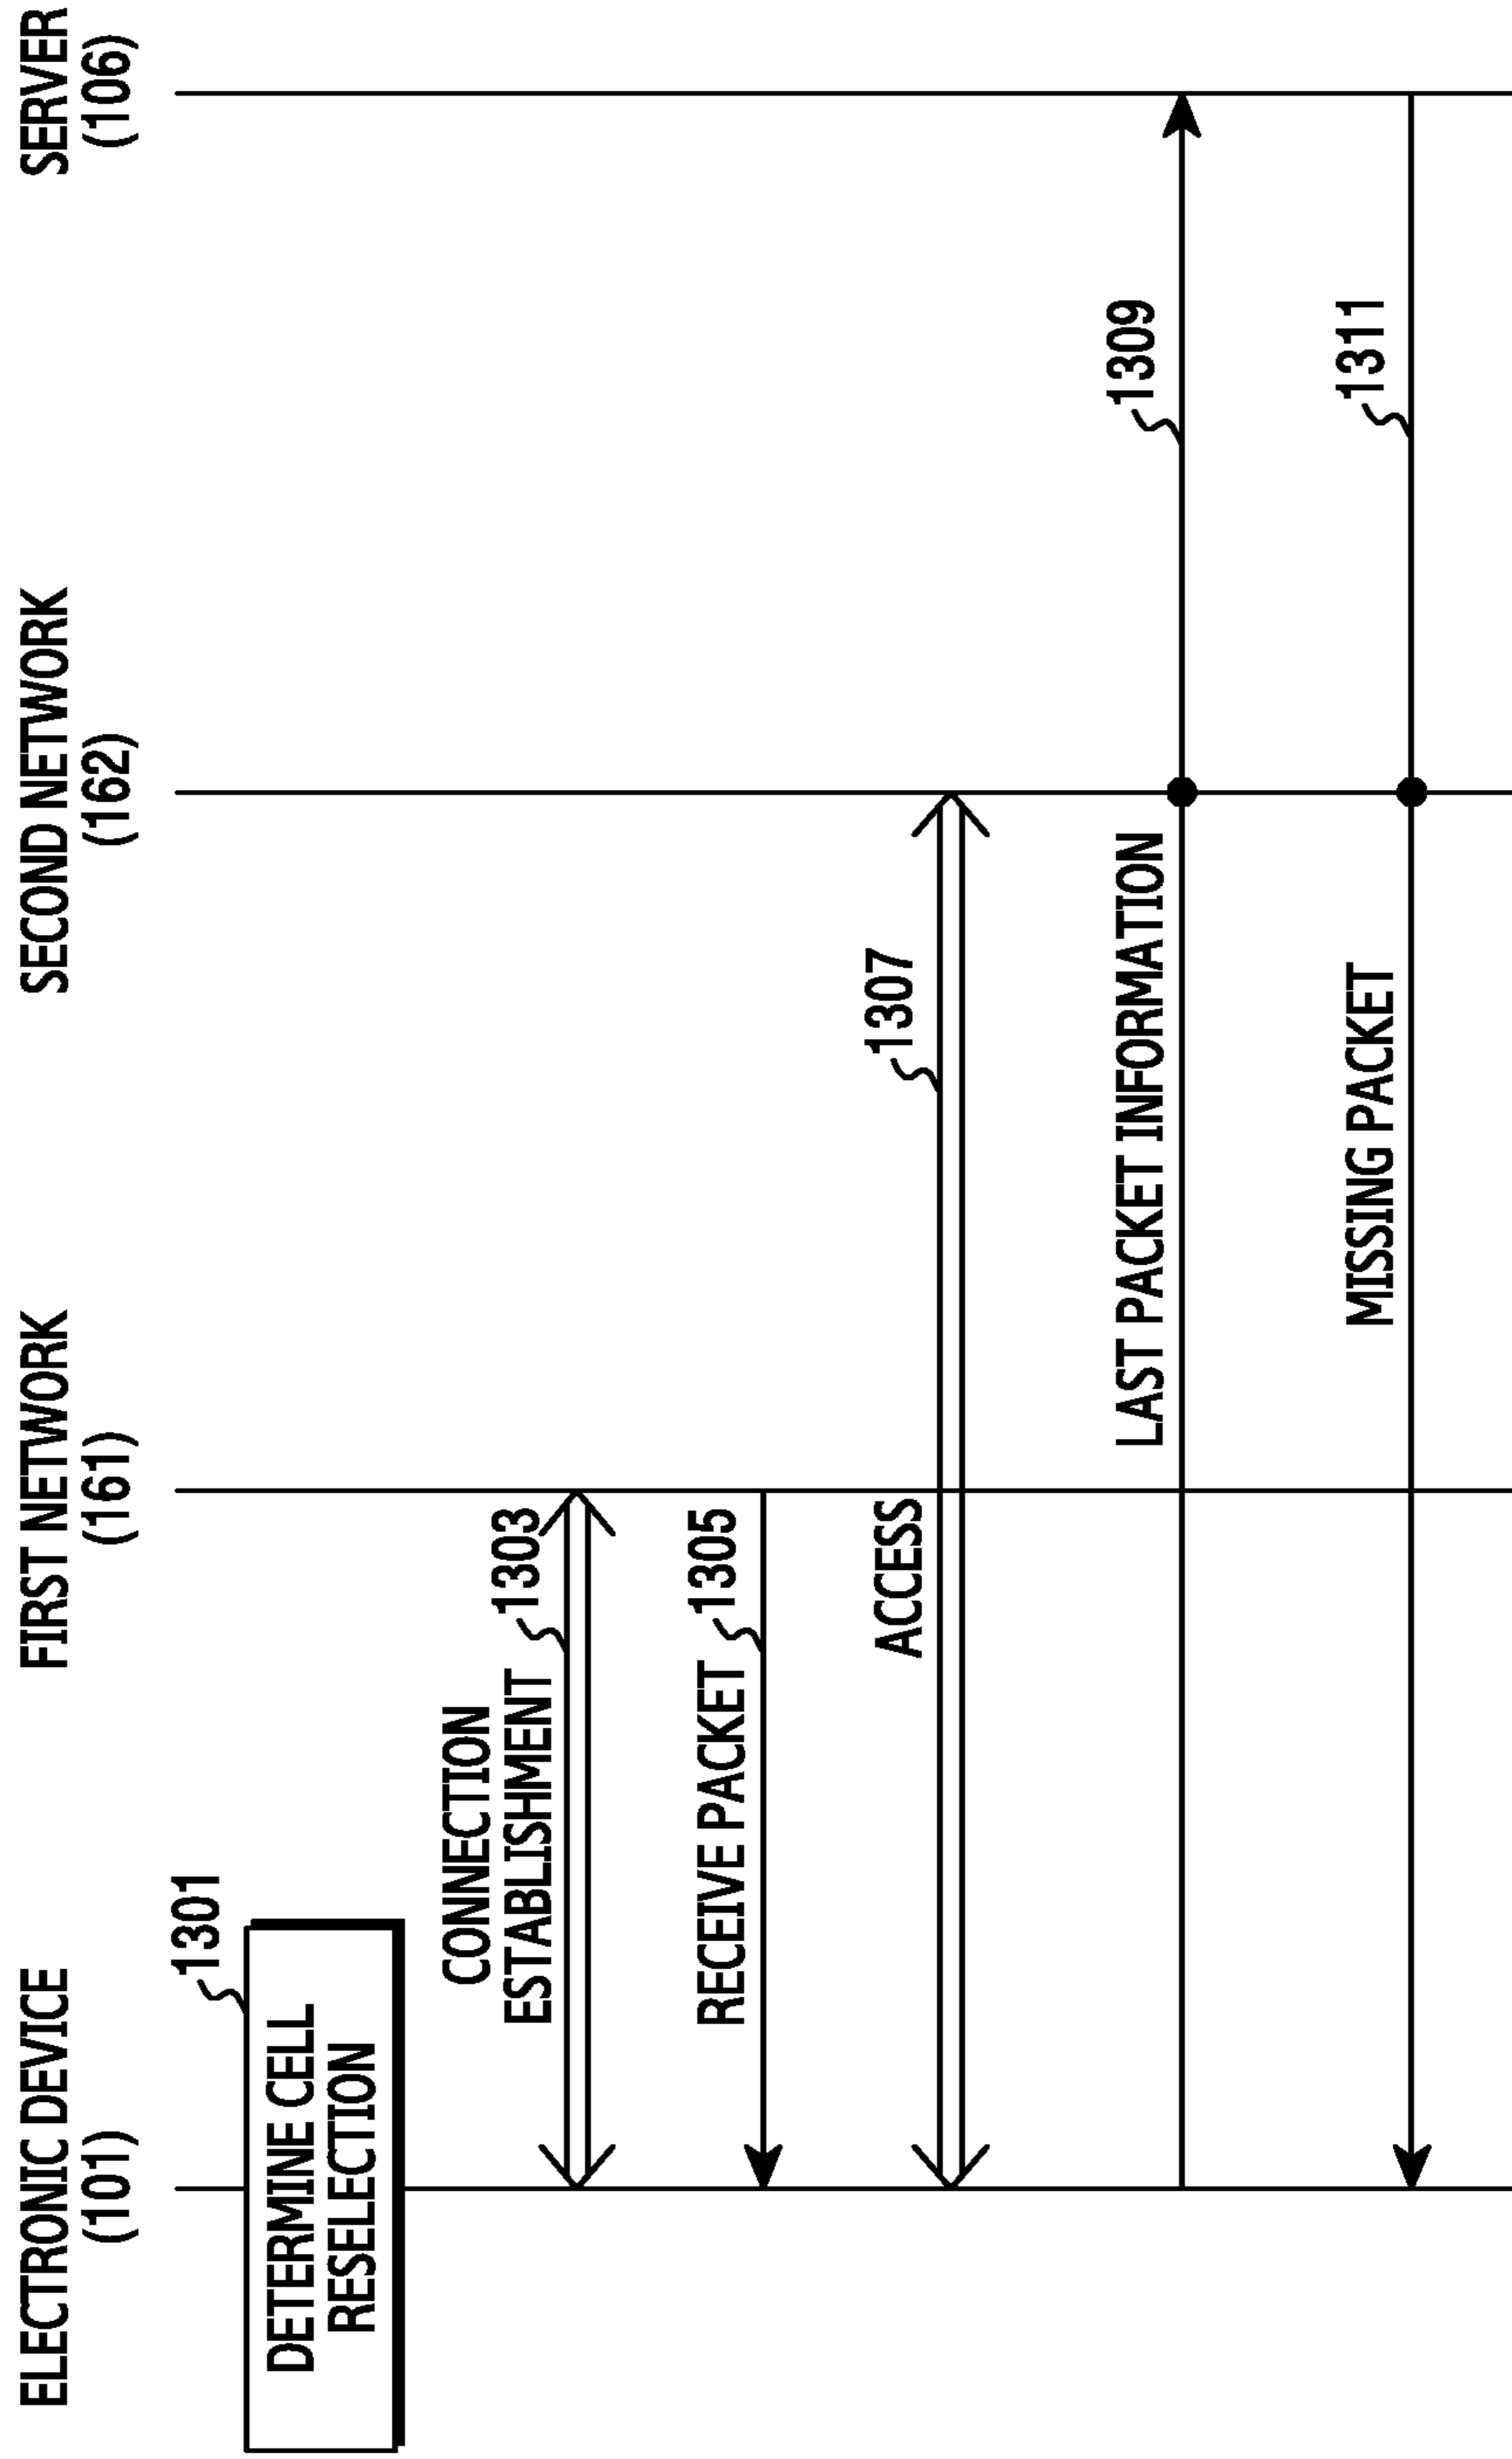 ELECTRONIC DEVICE
(101)
FIRST NETWORK
(161)
SECOND NETWORK
(162)
SERVER
(106)
1301
DETERMINE CELL
RESELECTION
CONNECTION
ESTABLISHMENT
1303
RECEIVE PACKET
1305
ACCESS
1307
LAST PACKET INFORMATION
1309
MISSING PACKET
1311